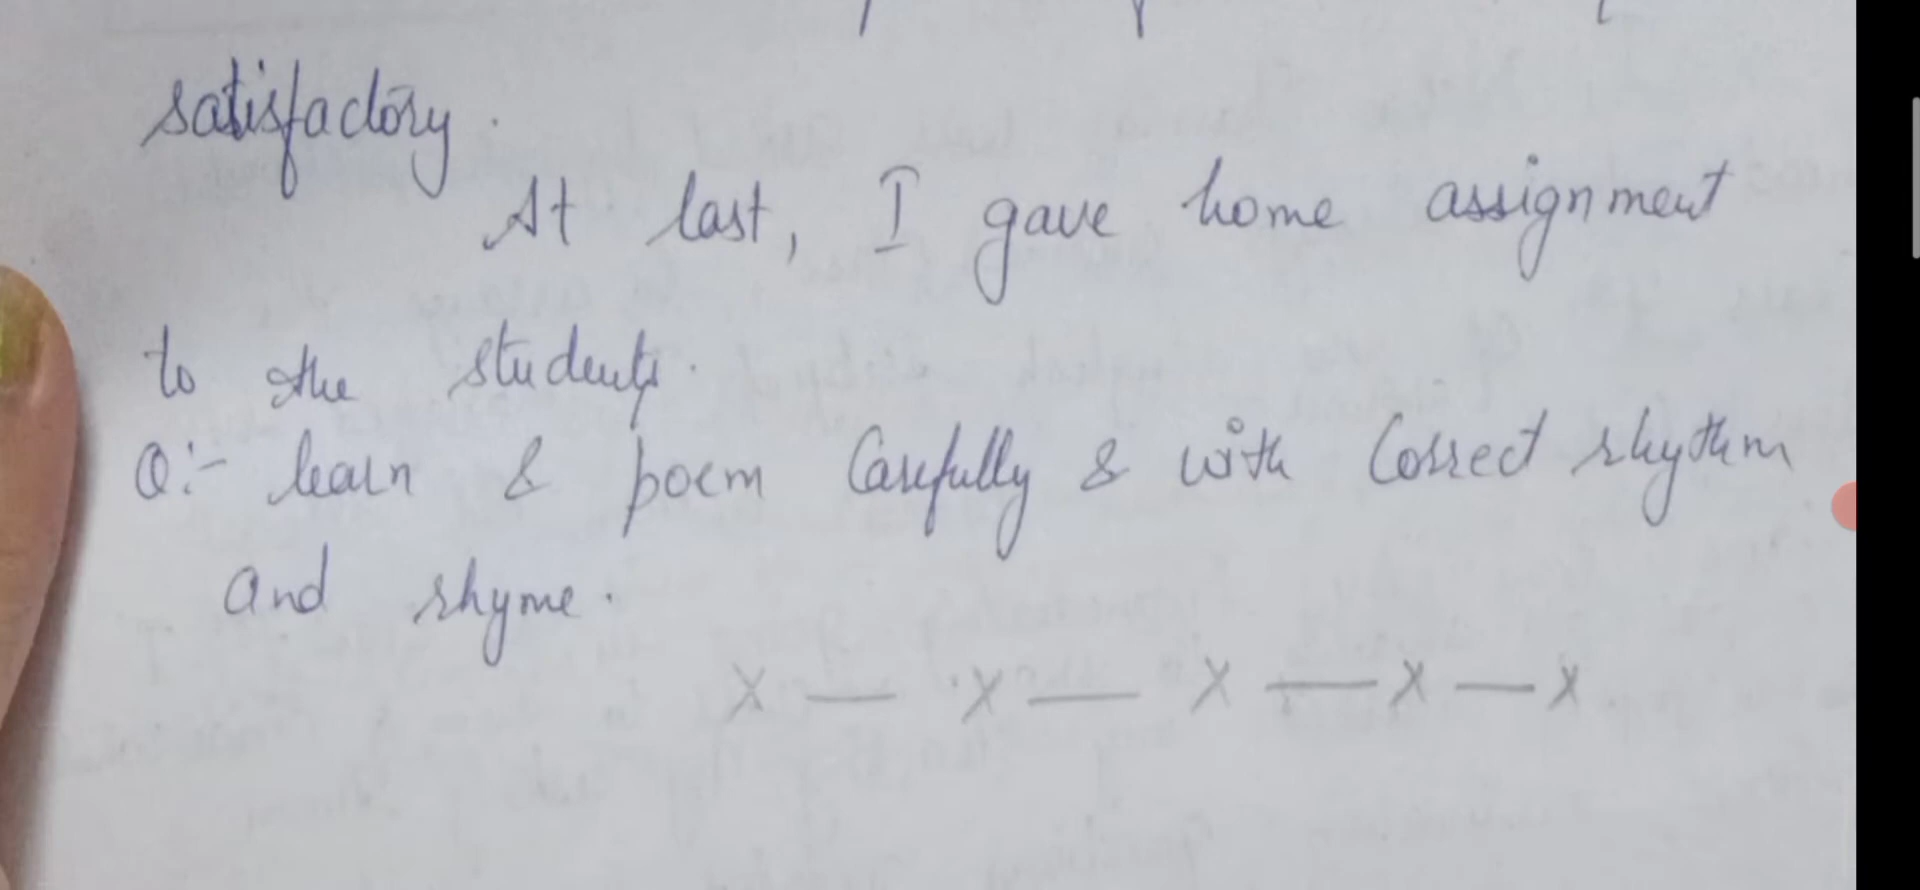 satisfactory.
At last, I gave home assignment
to the students.
Q:- learn & poem Carefully & with Correct rhythm
and rhyme.
X — X — X — X — X